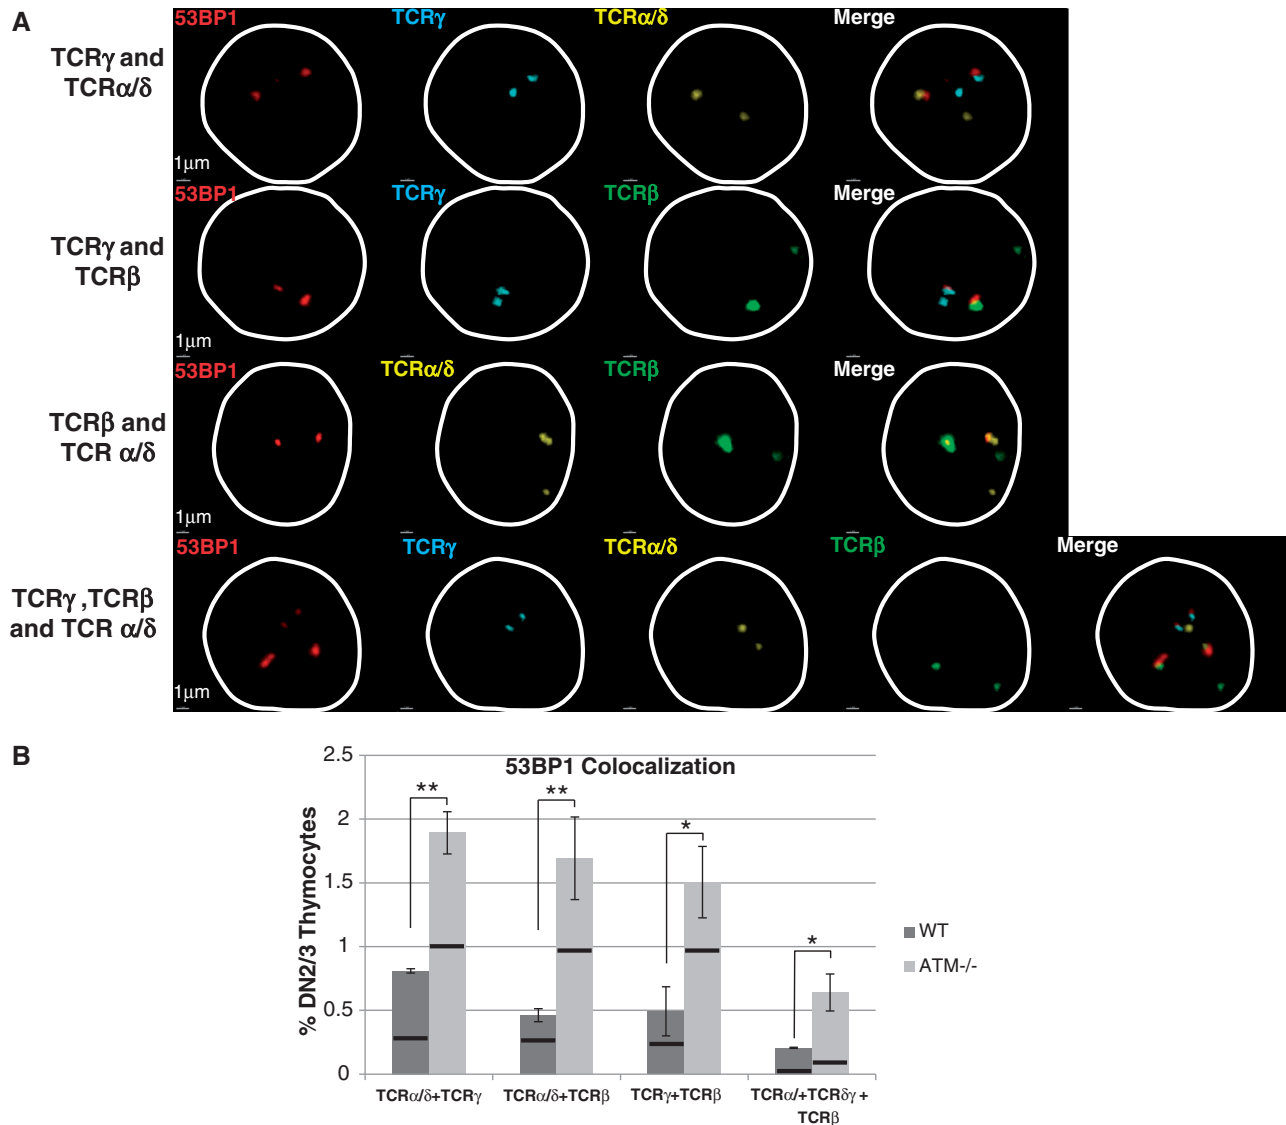 A
53BP1 TCRγ TCRα/δ Merge
TCRγ and
TCRα/δ
1µm
53BP1 TCRγ TCRβ Merge
TCRγ and
TCRβ
1µm
53BP1 TCRα/δ TCRβ Merge
TCRβ and
TCR α/δ
1µm
53BP1 TCRγ TCRα/δ TCRβ Merge
TCRγ ,TCRβ
and TCR α/δ
1µm
B
53BP1 Colocalization
% DN2/3 Thymocytes
2.5
2
1.5
1
0.5
0
** ** * *
WT
ATM-/-
TCRα/δ+TCRγ TCRα/δ+TCRβ TCRγ+TCRβ TCRα/+TCRδγ +
TCRβ